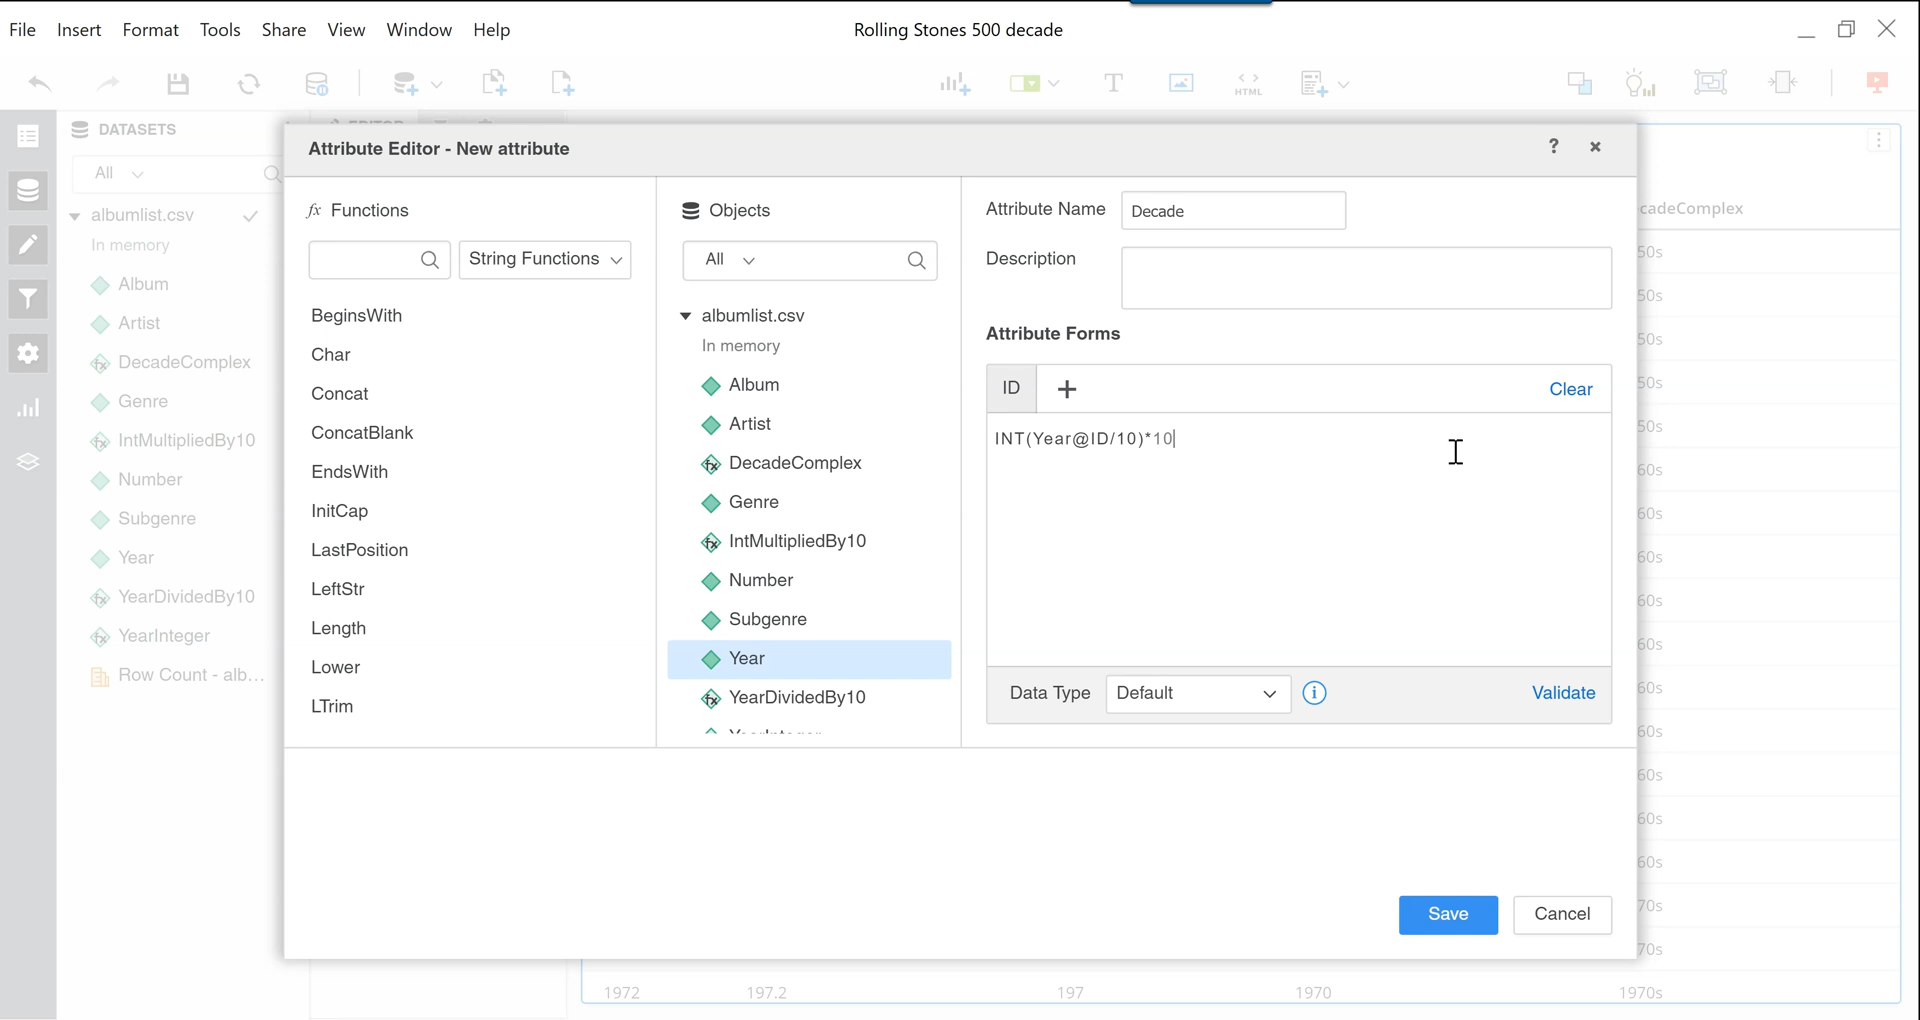 File Insert Format Tools Share View Window Help
Rolling Stones 500 decade
HTML
DATASETS
All
albumlist.csv
In memory
Album
Artist
DecadeComplex
Genre
IntMultipliedBy10
Number
Subgenre
Year
YearDividedBy10
YearInteger
Row Count - alb...
EDITOR
Attribute Editor - New attribute
? ×
fx Functions
String Functions
BeginsWith
Char
Concat
ConcatBlank
EndsWith
InitCap
LastPosition
LeftStr
Length
Lower
LTrim
Objects
All
albumlist.csv
In memory
Album
Artist
DecadeComplex
Genre
IntMultipliedBy10
Number
Subgenre
Year
YearDividedBy10
YearInteger
Attribute Name Decade
Description
Attribute Forms
ID + Clear
INT(Year@ID/10)*10
Data Type Default i Validate
Save Cancel
cadeComplex
50s
50s
50s
50s
50s
60s
60s
60s
60s
60s
60s
60s
60s
60s
60s
70s
70s
1972 197.2 197 1970 1970s